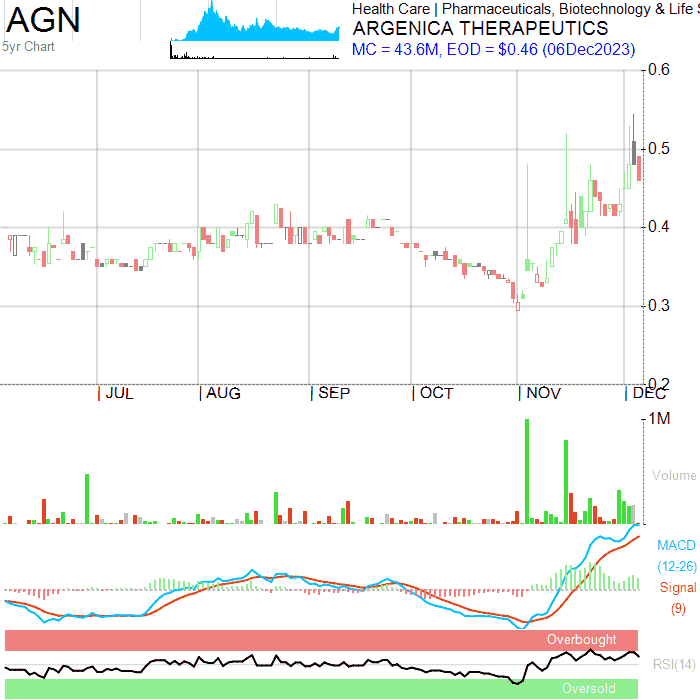 AGN
5yr Chart
Health Care | Pharmaceuticals, Biotechnology & Life S
ARGENICA THERAPEUTICS
MC = 43.6M, EOD = $0.46 (06Dec2023)
0.6
0.5
0.4
0.3
0.2
JUL AUG SEP OCT NOV DEC
1M
Volume
MACD
(12-26)
Signal
(9)
Overbought
RSI(14)
Oversold